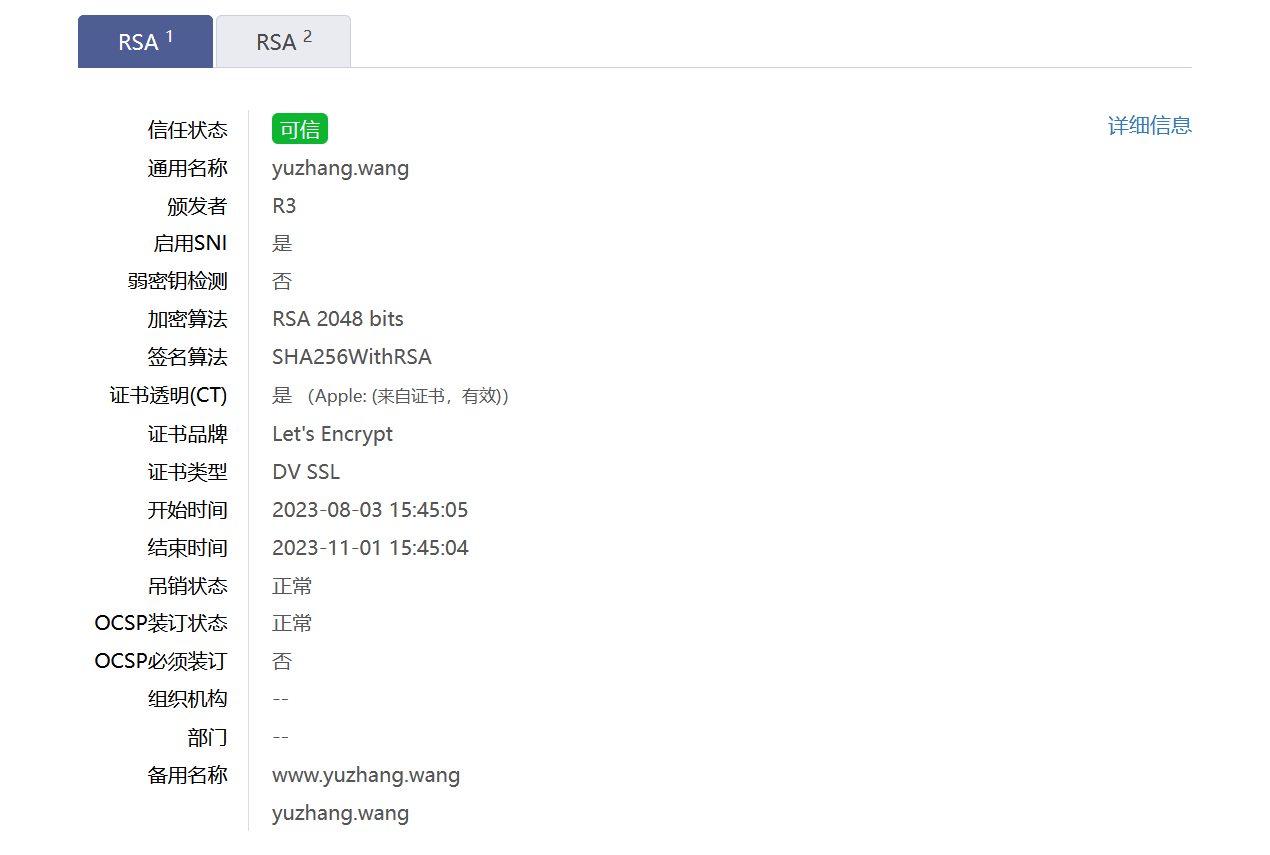 RSA 1 RSA 2
信任状态 可信 详细信息
通用名称 yuzhang.wang
颁发者 R3
启用SNI 是
弱密钥检测 否
加密算法 RSA 2048 bits
签名算法 SHA256WithRSA
证书透明(CT) 是 (Apple: (来自证书，有效))
证书品牌 Let's Encrypt
证书类型 DV SSL
开始时间 2023-08-03 15:45:05
结束时间 2023-11-01 15:45:04
吊销状态 正常
OCSP装订状态 正常
OCSP必须装订 否
组织机构 --
部门 --
备用名称 www.yuzhang.wang
yuzhang.wang